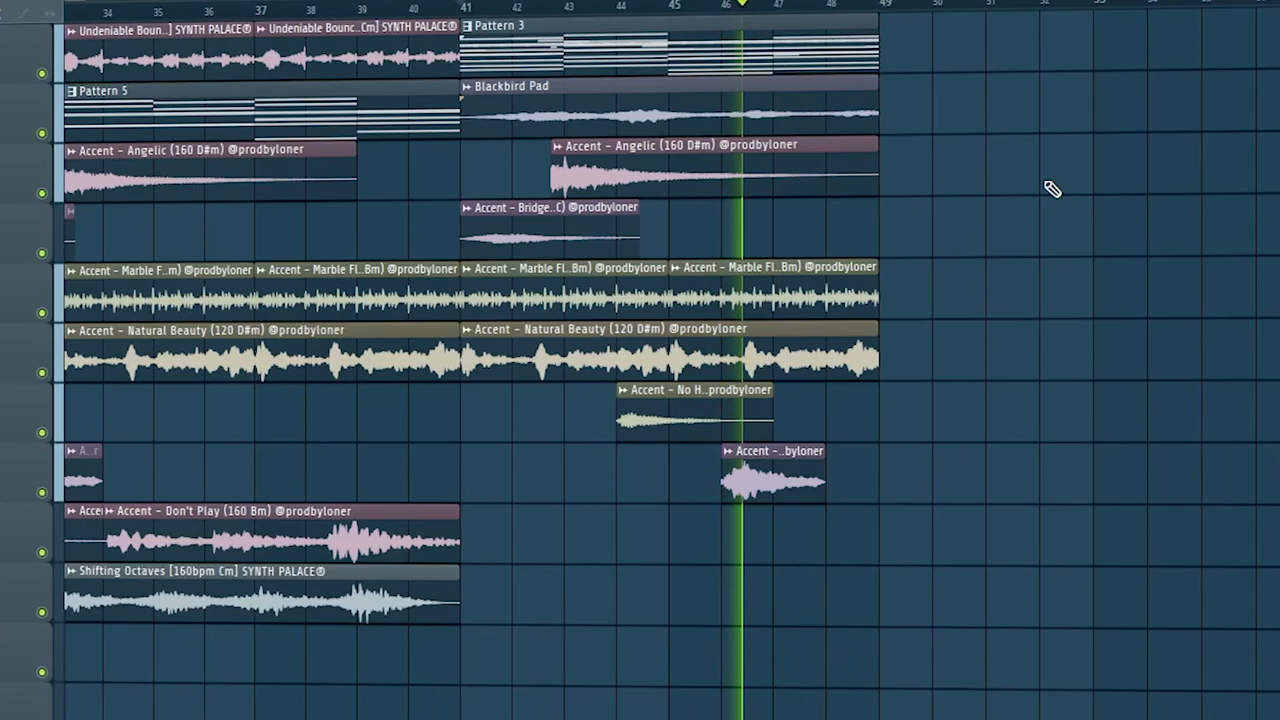 34 35 36 37 38 39 40 41 42 43 44 45 46 47 48 49 50 51
Undeniable Boun..] SYNTH PALACE® Undeniable Bounc..Cm] SYNTH PALACE® Pattern 3
Pattern 5 Blackbird Pad
Accent - Angelic (160 D#m) @prodbyloner Accent - Angelic (160 D#m) @prodbyloner
Accent - Bridge..C) @prodbyloner
Accent - Marble F..m) @prodbyloner Accent - Marble Fl..Bm) @prodbyloner Accent - Marble Fl..Bm) @prodbyloner Accent - Marble Fl..Bm) @prodbyloner
Accent - Natural Beauty (120 D#m) @prodbyloner Accent - Natural Beauty (120 D#m) @prodbyloner
Accent - No H..prodbyloner
A..r Accent -..byloner
Accer Accent - Don't Play (160 Bm) @prodbyloner
Shifting Octaves [160bpm Cm] SYNTH PALACE®